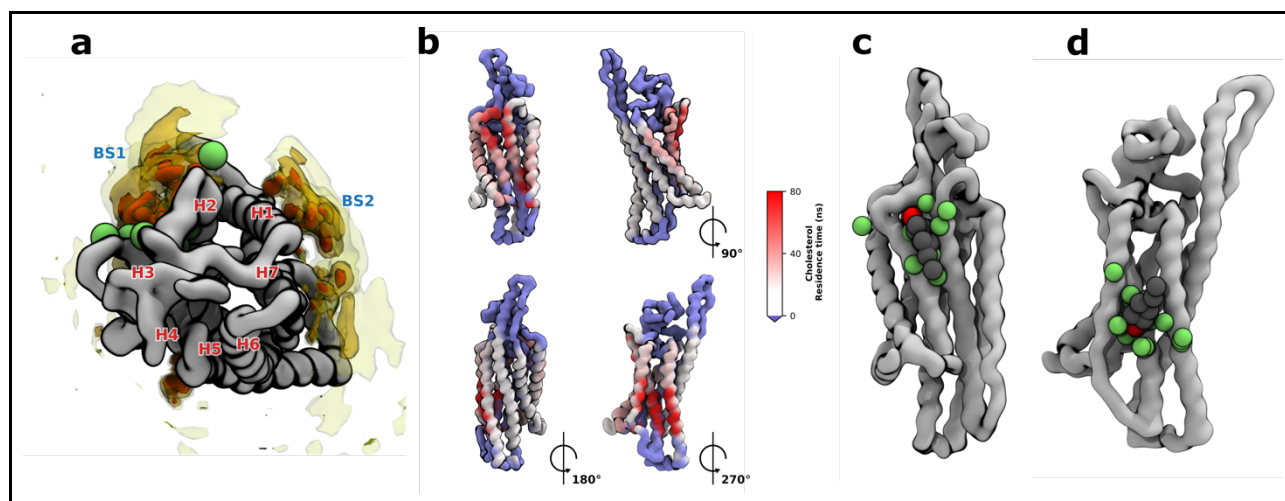 a
BS1
BS2
H2
H1
H3
H7
H4
H5
H6
b
90°
180°
270°
80
40
0
Cholesterol
Residence time (ns)
c
d